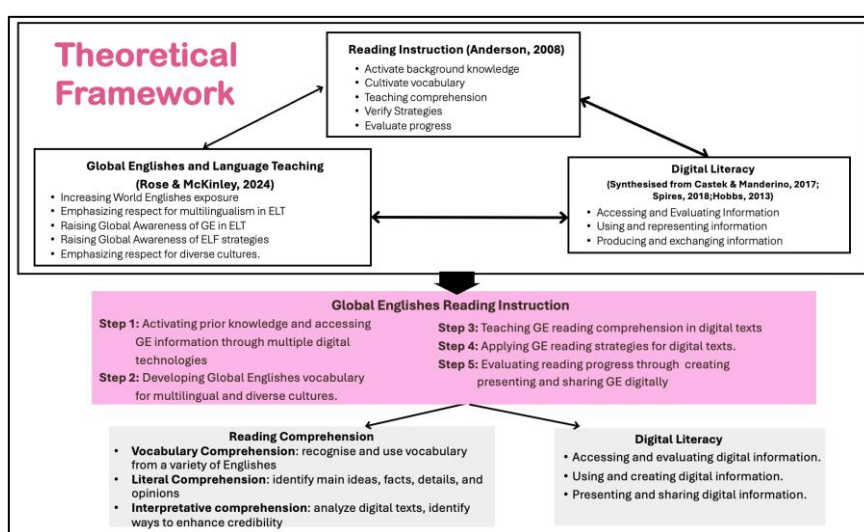 Theoretical
Framework
Reading Instruction (Anderson, 2008)
• Activate background knowledge
• Cultivate vocabulary
• Teaching comprehension
• Verify Strategies
• Evaluate progress
Global Englishes and Language Teaching
(Rose & McKinley, 2024)
• Increasing World Englishes exposure
• Emphasizing respect for multilingualism in ELT
• Raising Global Awareness of GE in ELT
• Raising Global Awareness of ELF strategies
• Emphasizing respect for diverse cultures.
Digital Literacy
(Synthesised from Castek & Manderino, 2017;
Spires, 2018;Hobbs, 2013)
• Accessing and Evaluating Information
• Using and representing information
• Producing and exchanging information
Global Englishes Reading Instruction
Step 1: Activating prior knowledge and accessing
GE information through multiple digital
technologies
Step 2: Developing Global Englishes vocabulary
for multilingual and diverse cultures.
Step 3: Teaching GE reading comprehension in digital texts
Step 4: Applying GE reading strategies for digital texts.
Step 5: Evaluating reading progress through creating
presenting and sharing GE digitally
Reading Comprehension
• Vocabulary Comprehension: recognise and use vocabulary
from a variety of Englishes
• Literal Comprehension: identify main ideas, facts, details, and
opinions
• Interpretative comprehension: analyze digital texts, identify
ways to enhance credibility
Digital Literacy
• Accessing and evaluating digital information.
• Using and creating digital information.
• Presenting and sharing digital information.